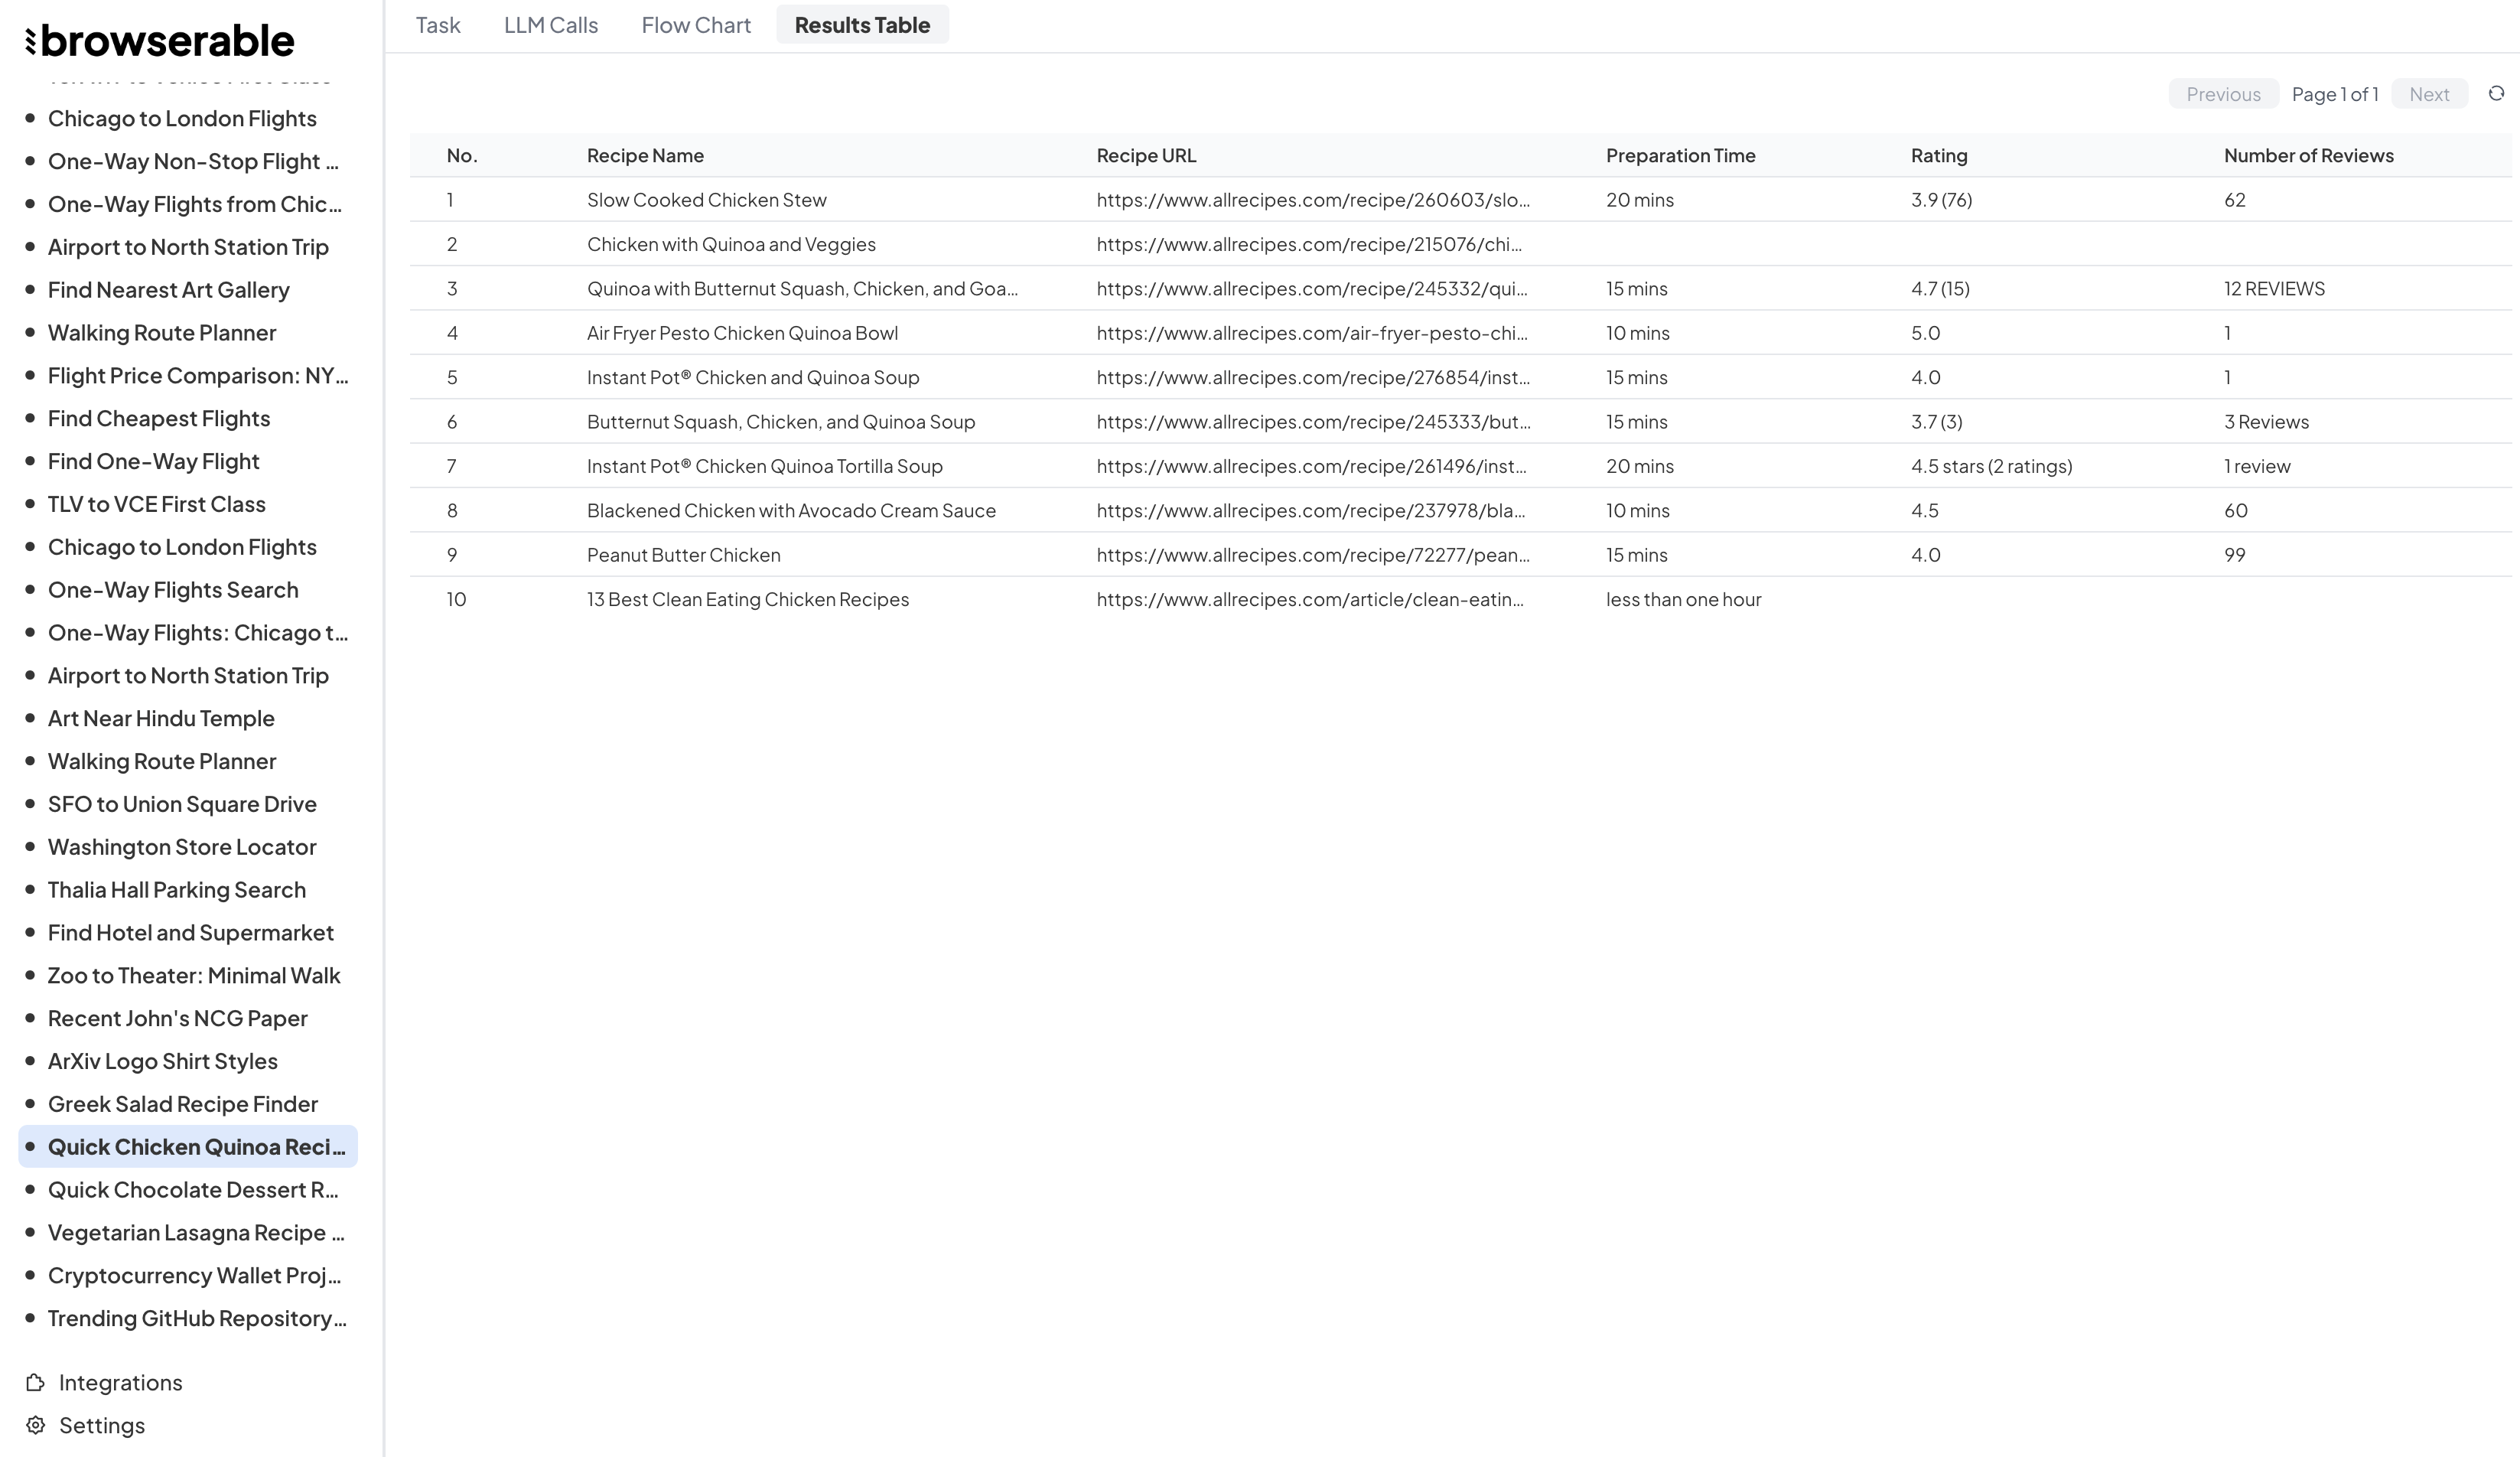 browserable
Chicago to London Flights
One-Way Non-Stop Flight ...
One-Way Flights from Chic...
Airport to North Station Trip
Find Nearest Art Gallery
Walking Route Planner
Flight Price Comparison: NY...
Find Cheapest Flights
Find One-Way Flight
TLV to VCE First Class
Chicago to London Flights
One-Way Flights Search
One-Way Flights: Chicago t...
Airport to North Station Trip
Art Near Hindu Temple
Walking Route Planner
SFO to Union Square Drive
Washington Store Locator
Thalia Hall Parking Search
Find Hotel and Supermarket
Zoo to Theater: Minimal Walk
Recent John's NCG Paper
ArXiv Logo Shirt Styles
Greek Salad Recipe Finder
Quick Chicken Quinoa Reci...
Quick Chocolate Dessert R...
Vegetarian Lasagna Recipe ...
Cryptocurrency Wallet Proj...
Trending GitHub Repository...
Integrations
Settings
Task LLM Calls Flow Chart Results Table
Previous Page 1 of 1 Next
No. Recipe Name Recipe URL Preparation Time Rating Number of Reviews
1 Slow Cooked Chicken Stew https://www.allrecipes.com/recipe/260603/slo... 20 mins 3.9 (76) 62
2 Chicken with Quinoa and Veggies https://www.allrecipes.com/recipe/215076/chi...
3 Quinoa with Butternut Squash, Chicken, and Goa... https://www.allrecipes.com/recipe/245332/qui... 15 mins 4.7 (15) 12 REVIEWS
4 Air Fryer Pesto Chicken Quinoa Bowl https://www.allrecipes.com/air-fryer-pesto-chi... 10 mins 5.0 1
5 Instant Pot® Chicken and Quinoa Soup https://www.allrecipes.com/recipe/276854/inst... 15 mins 4.0 1
6 Butternut Squash, Chicken, and Quinoa Soup https://www.allrecipes.com/recipe/245333/but... 15 mins 3.7 (3) 3 Reviews
7 Instant Pot® Chicken Quinoa Tortilla Soup https://www.allrecipes.com/recipe/261496/inst... 20 mins 4.5 stars (2 ratings) 1 review
8 Blackened Chicken with Avocado Cream Sauce https://www.allrecipes.com/recipe/237978/bla... 10 mins 4.5 60
9 Peanut Butter Chicken https://www.allrecipes.com/recipe/72277/pean... 15 mins 4.0 99
10 13 Best Clean Eating Chicken Recipes https://www.allrecipes.com/article/clean-eatin... less than one hour